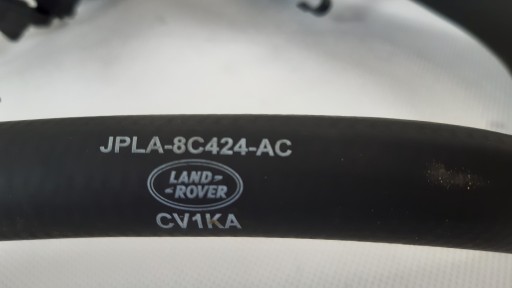 JPLA-8C424-AC
LAND-
-ROVER
CV1KA